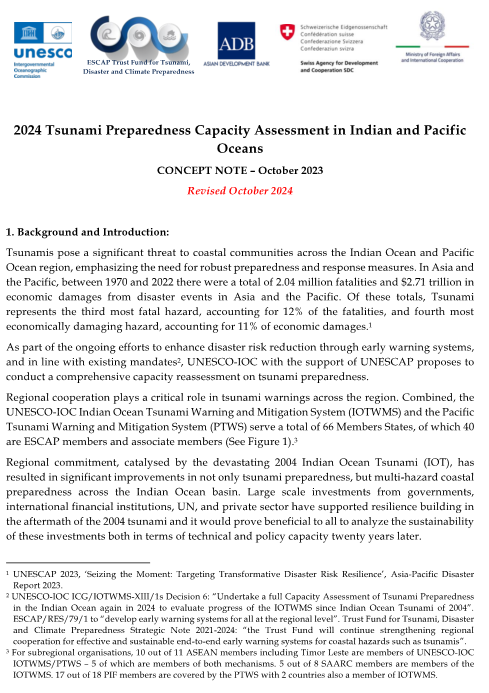 unesco
Intergovernmental
Oceanographic
Commission
ESCAP Trust Fund for Tsunami,
Disaster and Climate Preparedness
ADB
ASIAN DEVELOPMENT BANK
Schweizerische Eidgenossenschaft
Confédération suisse
Confederazione Svizzera
Confederaziun svizra
Swiss Agency for Development
and Cooperation SDC
Ministry of Foreign Affairs
and International Cooperation
2024 Tsunami Preparedness Capacity Assessment in Indian and Pacific
Oceans
CONCEPT NOTE – October 2023
Revised October 2024
1. Background and Introduction:
Tsunamis pose a significant threat to coastal communities across the Indian Ocean and Pacific
Ocean region, emphasizing the need for robust preparedness and response measures. In Asia and
the Pacific, between 1970 and 2022 there were a total of 2.04 million fatalities and $2.71 trillion in
economic damages from disaster events in Asia and the Pacific. Of these totals, Tsunami
represents the third most fatal hazard, accounting for 12% of the fatalities, and fourth most
economically damaging hazard, accounting for 11% of economic damages.¹
As part of the ongoing efforts to enhance disaster risk reduction through early warning systems,
and in line with existing mandates², UNESCO-IOC with the support of UNESCAP proposes to
conduct a comprehensive capacity reassessment on tsunami preparedness.
Regional cooperation plays a critical role in tsunami warnings across the region. Combined, the
UNESCO-IOC Indian Ocean Tsunami Warning and Mitigation System (IOTWMS) and the Pacific
Tsunami Warning and Mitigation System (PTWS) serve a total of 66 Members States, of which 40
are ESCAP members and associate members (See Figure 1).³
Regional commitment, catalysed by the devastating 2004 Indian Ocean Tsunami (IOT), has
resulted in significant improvements in not only tsunami preparedness, but multi-hazard coastal
preparedness across the Indian Ocean basin. Large scale investments from governments,
international financial institutions, UN, and private sector have supported resilience building in
the aftermath of the 2004 tsunami and it would prove beneficial to all to analyze the sustainability
of these investments both in terms of technical and policy capacity twenty years later.
¹ UNESCAP 2023, ‘Seizing the Moment: Targeting Transformative Disaster Risk Resilience’, Asia-Pacific Disaster
Report 2023.
² UNESCO-IOC ICG/IOTWMS-XIII/1s Decision 6: “Undertake a full Capacity Assessment of Tsunami Preparedness
in the Indian Ocean again in 2024 to evaluate progress of the IOTWMS since Indian Ocean Tsunami of 2004”.
ESCAP/RES/79/1 to “develop early warning systems for all at the regional level”. Trust Fund for Tsunami, Disaster
and Climate Preparedness Strategic Note 2021-2024: “the Trust Fund will continue strengthening regional
cooperation for effective and sustainable end-to-end early warning systems for coastal hazards such as tsunamis”.
³ For subregional organisations, 10 out of 11 ASEAN members including Timor Leste are members of UNESCO-IOC
IOTWMS/PTWS – 5 of which are members of both mechanisms. 5 out of 8 SAARC members are members of the
IOTWMS. 17 out of 18 PIF members are covered by the PTWS with 2 countries also a member of IOTWMS.